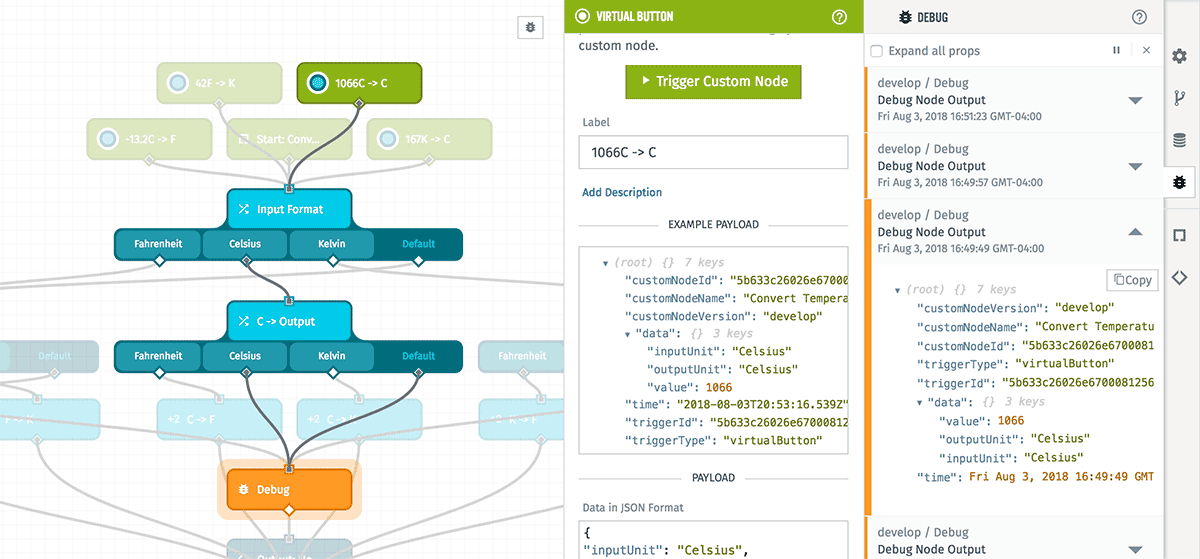 42F -> K
1066C -> C
-13.2C -> F
Start: Conv...
167K -> C
Input Format
Fahrenheit
Celsius
Kelvin
Default
C -> Output
Default
Fahrenheit
Celsius
Kelvin
Default
Fahrenheit
+2 C -> F
Debug
VIRTUAL BUTTON
custom node.
Trigger Custom Node
Label
1066C -> C
Add Description
EXAMPLE PAYLOAD
(root) {} 7 keys
"customNodeId": "5b633c26026e67000
"customNodeName": "Convert Tempera
"customNodeVersion": "develop"
"data": {} 3 keys
"inputUnit": "Celsius"
"outputUnit": "Celsius"
"value": 1066
"time": "2018-08-03T20:53:16.539Z"
"triggerId": "5b633c26026e67000812
"triggerType": "virtualButton"
PAYLOAD
Data in JSON Format
{
"inputUnit": "Celsius",
DEBUG
Expand all props
develop / Debug
Debug Node Output
Fri Aug 3, 2018 16:51:23 GMT-04:00
develop / Debug
Debug Node Output
Fri Aug 3, 2018 16:49:57 GMT-04:00
develop / Debug
Debug Node Output
Fri Aug 3, 2018 16:49:49 GMT-04:00
Copy
(root) {} 7 keys
"customNodeVersion": "develop"
"customNodeName": "Convert Temperatu
"customNodeId": "5b633c26026e6700081
"triggerType": "virtualButton"
"triggerId": "5b633c26026e6700081256
"data": {} 3 keys
"value": 1066
"outputUnit": "Celsius"
"inputUnit": "Celsius"
"time": Fri Aug 3, 2018 16:49:49 GMT
develop / Debug
Debug Node Output